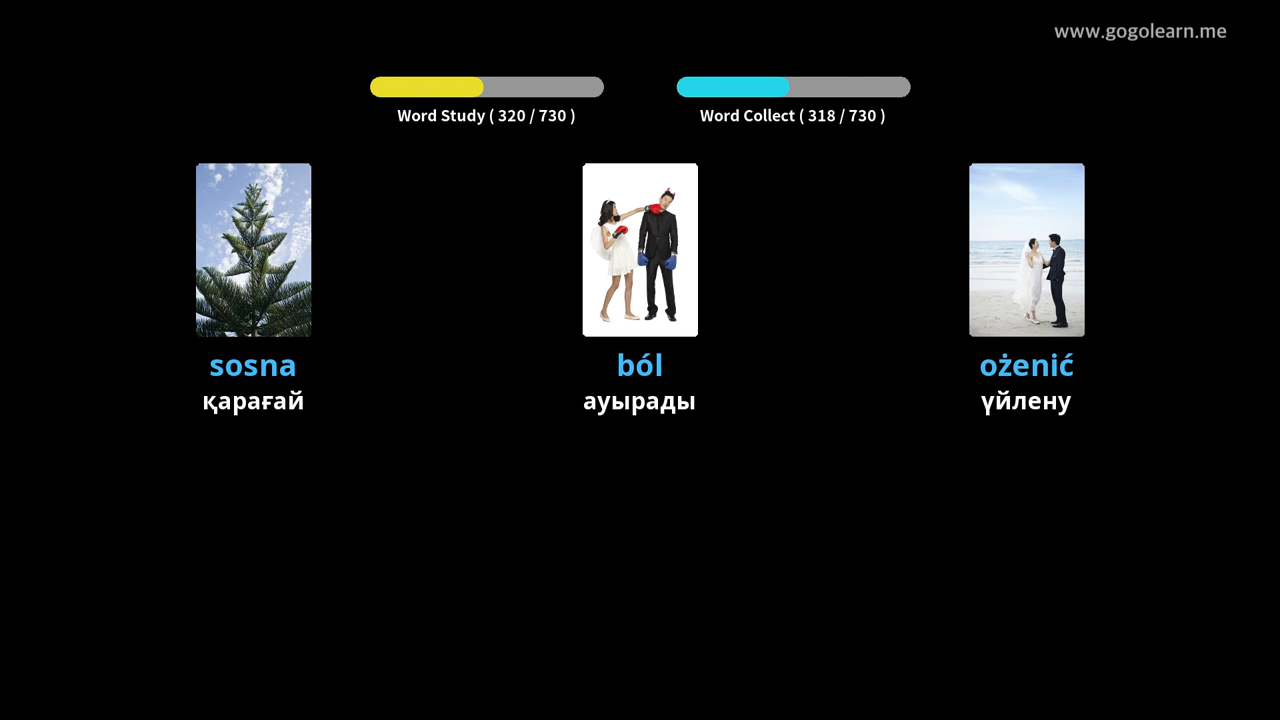 www.gogolearn.me
Word Study ( 320 / 730 )
Word Collect ( 318 / 730 )
sosna
қарағай
ból
ауырады
ożenić
үйлену